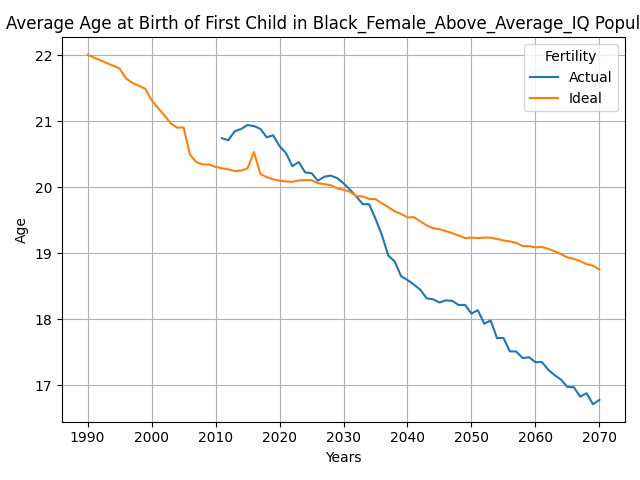 Average Age at Birth of First Child in Black_Female_Above_Average_IQ Popul
Fertility
Actual
Ideal
Age
22
21
20
19
18
17
1990 2000 2010 2020 2030 2040 2050 2060 2070
Years